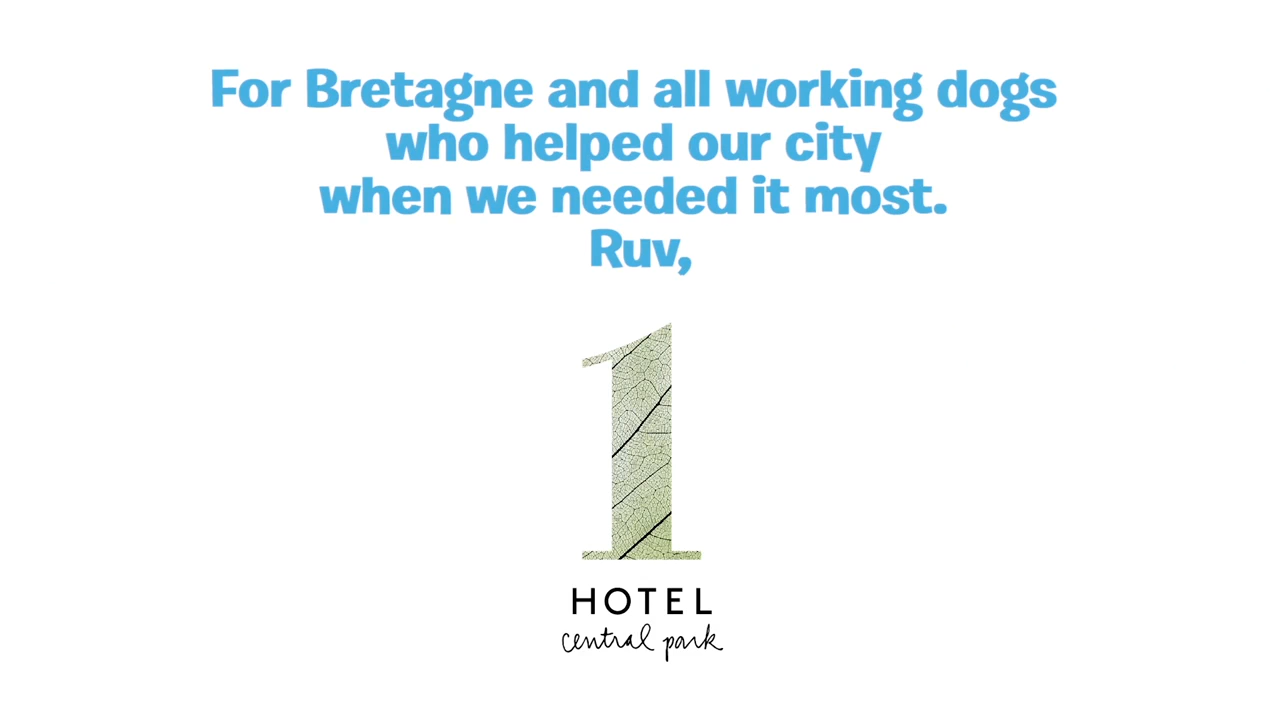 For Bretagne and all working dogs
who helped our city
when we needed it most.
Ruv,
1
HOTEL
central park